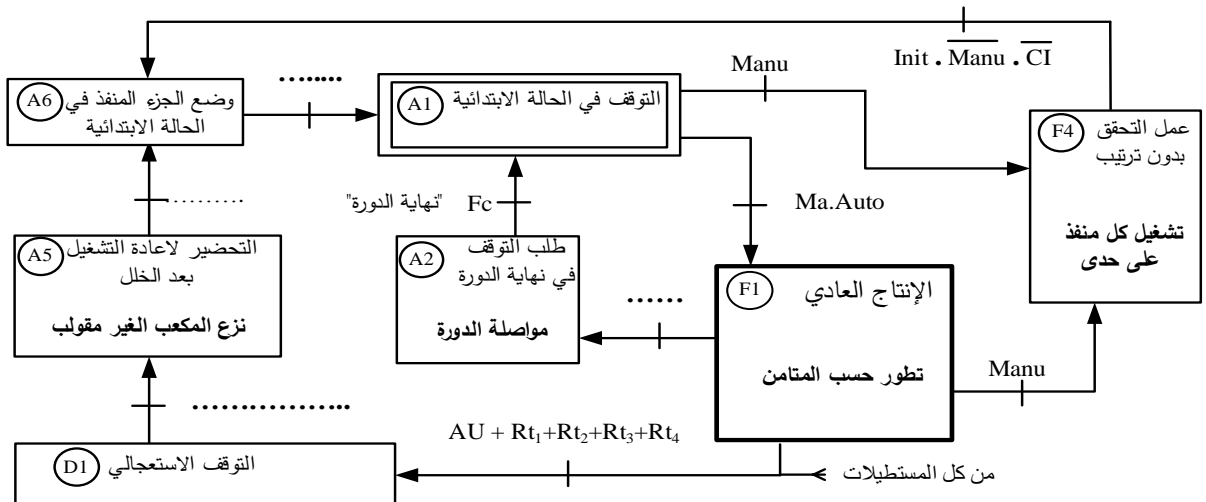 Init . Manu . CI
Manu
A6 وضع الجزء المنفذ في
الحالة الابتدائية
........
A1 التوقف في الحالة الابتدائية
F4 عمل التحقق
بدون ترتيب
تشغيل كل منفذ
على حدى
..........
"نهاية الدورة" Fc
Ma.Auto
A5 التحضير لاعادة التشغيل
بعد الخلل
نزع المكعب الغير مقولب
A2 طلب التوقف
في نهاية الدورة
مواصلة الدورة
......
F1 الإنتاج العادي
تطور حسب المتامن
Manu
..................
AU + Rt₁+Rt₂+Rt₃+Rt₄
D1 التوقف الاستعجالي
من كل المستطيلات